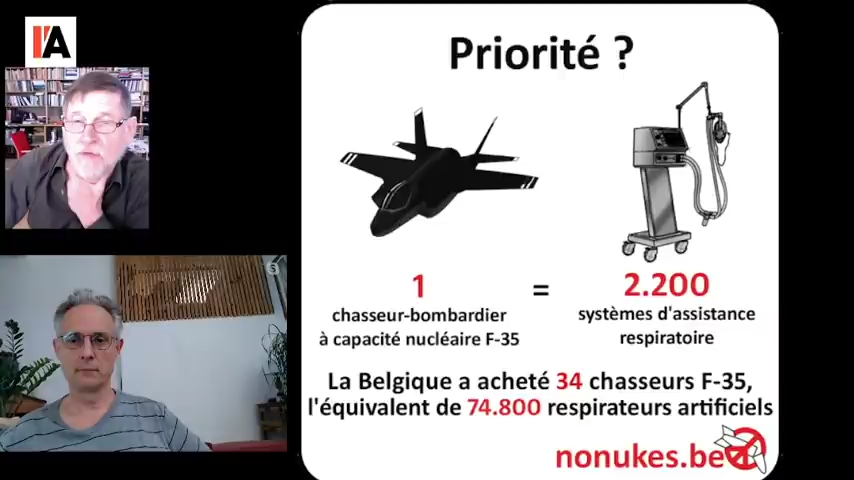 I'A
Priorité ?
1 = 2.200
chasseur-bombardier
à capacité nucléaire F-35
systèmes d'assistance
respiratoire
La Belgique a acheté 34 chasseurs F-35,
l'équivalent de 74.800 respirateurs artificiels
nonukes.be